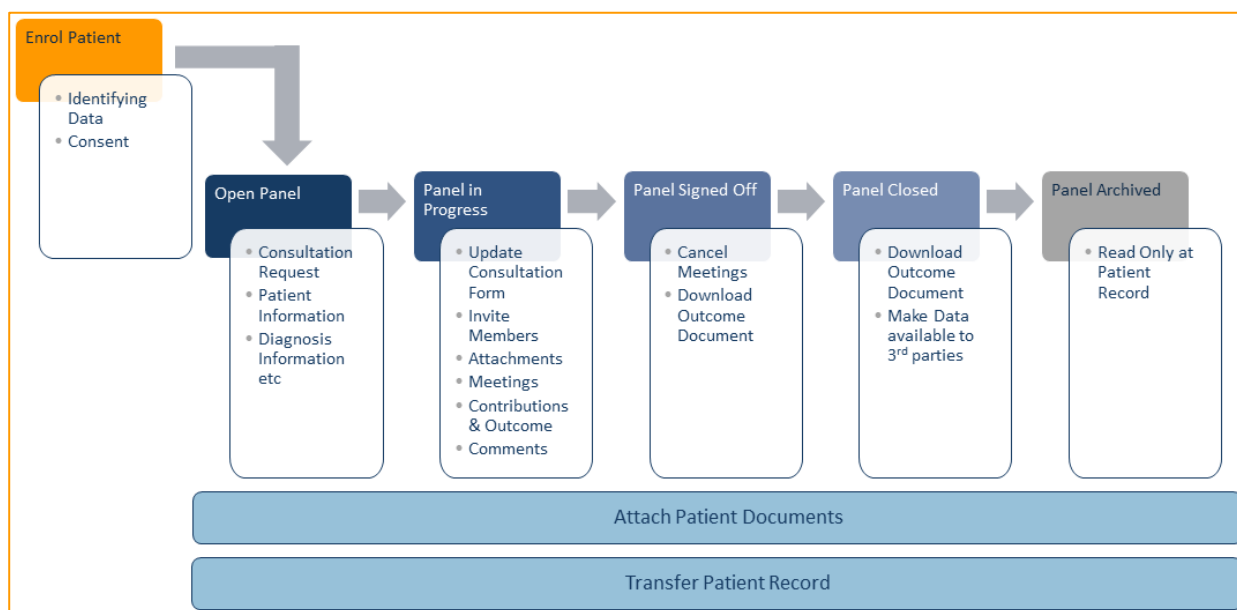 Enrol Patient
• Identifying
Data
• Consent
Open Panel
• Consultation
Request
• Patient
Information
• Diagnosis
Information
etc
Panel in
Progress
• Update
Consultation
Form
• Invite
Members
• Attachments
• Meetings
• Contributions
& Outcome
• Comments
Panel Signed Off
• Cancel
Meetings
• Download
Outcome
Document
Panel Closed
• Download
Outcome
Document
• Make Data
available to
3rd parties
Panel Archived
• Read Only at
Patient
Record
Attach Patient Documents
Transfer Patient Record